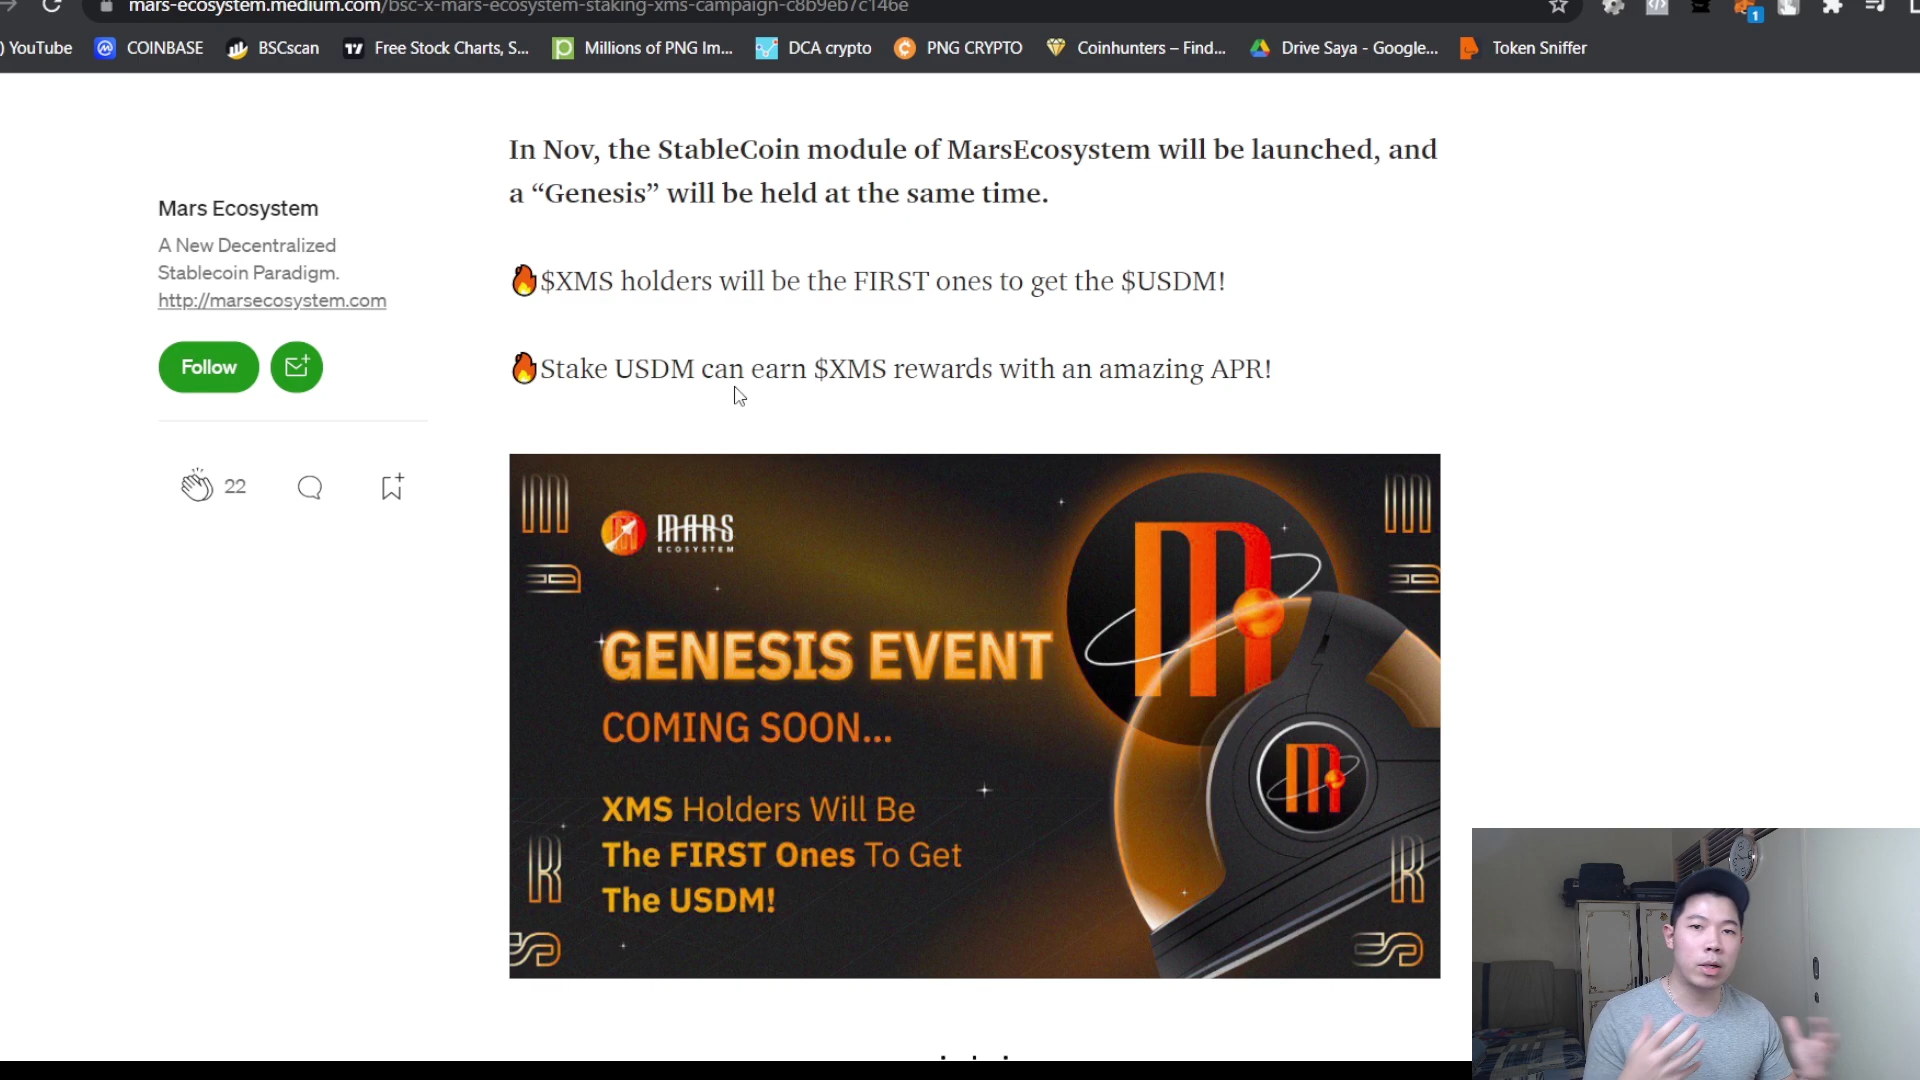 mars-ecosystem.medium.com/bsc-x-mars-ecosystem-staking-xms-campaign-c8b9eb7c146e
1
) YouTube COINBASE BSCscan Free Stock Charts, S... Millions of PNG Im... DCA crypto PNG CRYPTO Coinhunters – Find... Drive Saya - Google... Token Sniffer
In Nov, the StableCoin module of MarsEcosystem will be launched, and
a “Genesis” will be held at the same time.
Mars Ecosystem
A New Decentralized
Stablecoin Paradigm.
http://marsecosystem.com
Follow
22
🔥$XMS holders will be the FIRST ones to get the $USDM!
🔥Stake USDM can earn $XMS rewards with an amazing APR!
MARS
ECOSYSTEM
GENESIS EVENT
COMING SOON...
XMS Holders Will Be
The FIRST Ones To Get
The USDM!